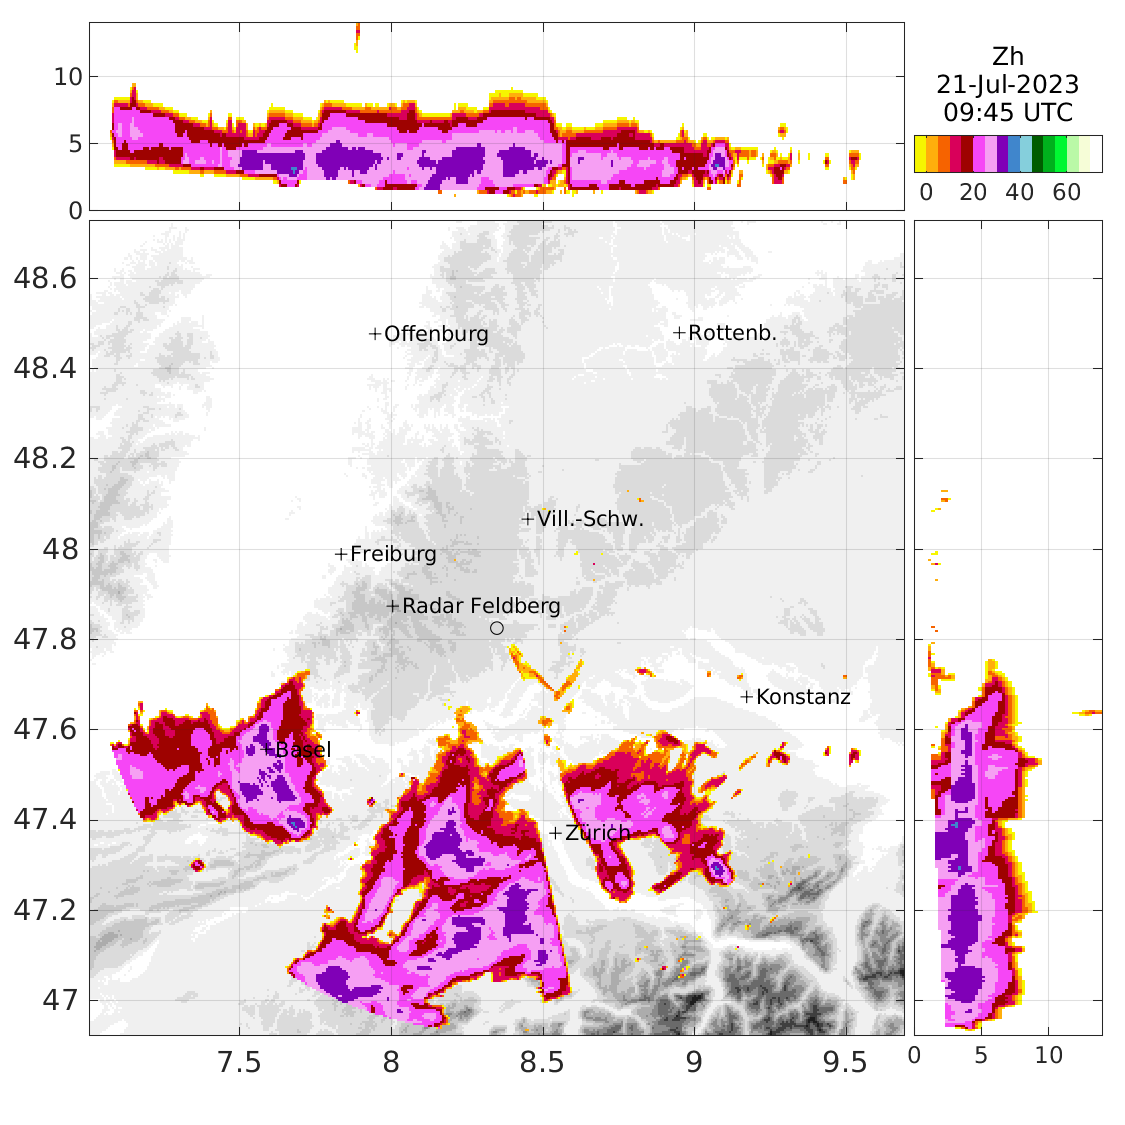 10
5
0
Zh
21-Jul-2023
09:45 UTC
0 20 40 60
48.6
48.4
48.2
48
47.8
47.6
47.4
47.2
47
Offenburg
Rottenb.
Vill.-Schw.
Freiburg
Radar Feldberg
Konstanz
Basel
Zürich
7.5 8 8.5 9 9.5
0 5 10